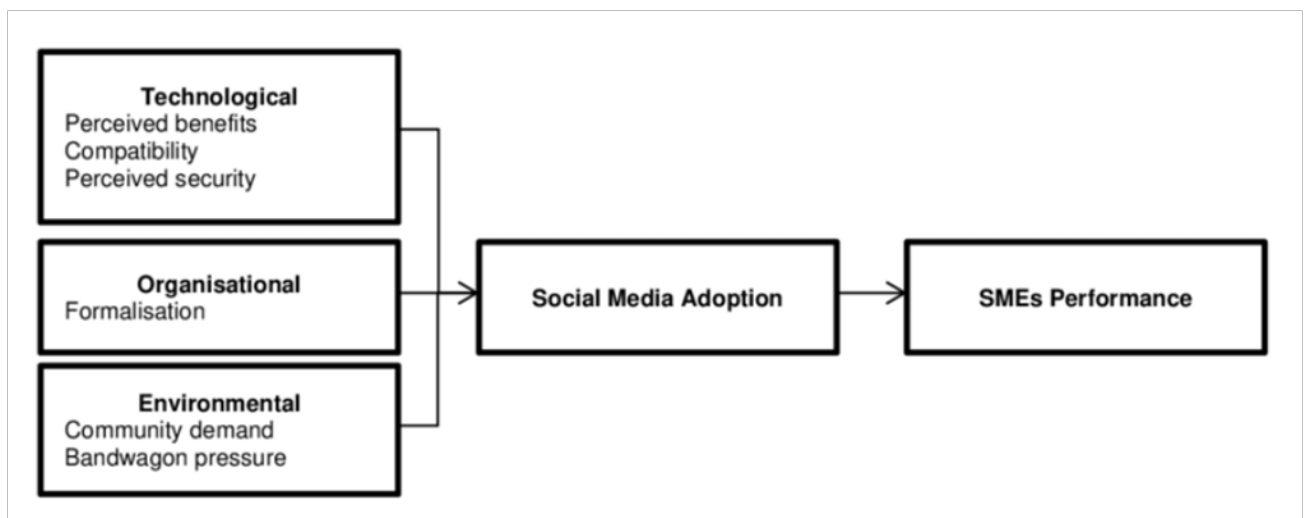 Technological
Perceived benefits
Compatibility
Perceived security
Organisational
Formalisation
Environmental
Community demand
Bandwagon pressure
Social Media Adoption
SMEs Performance